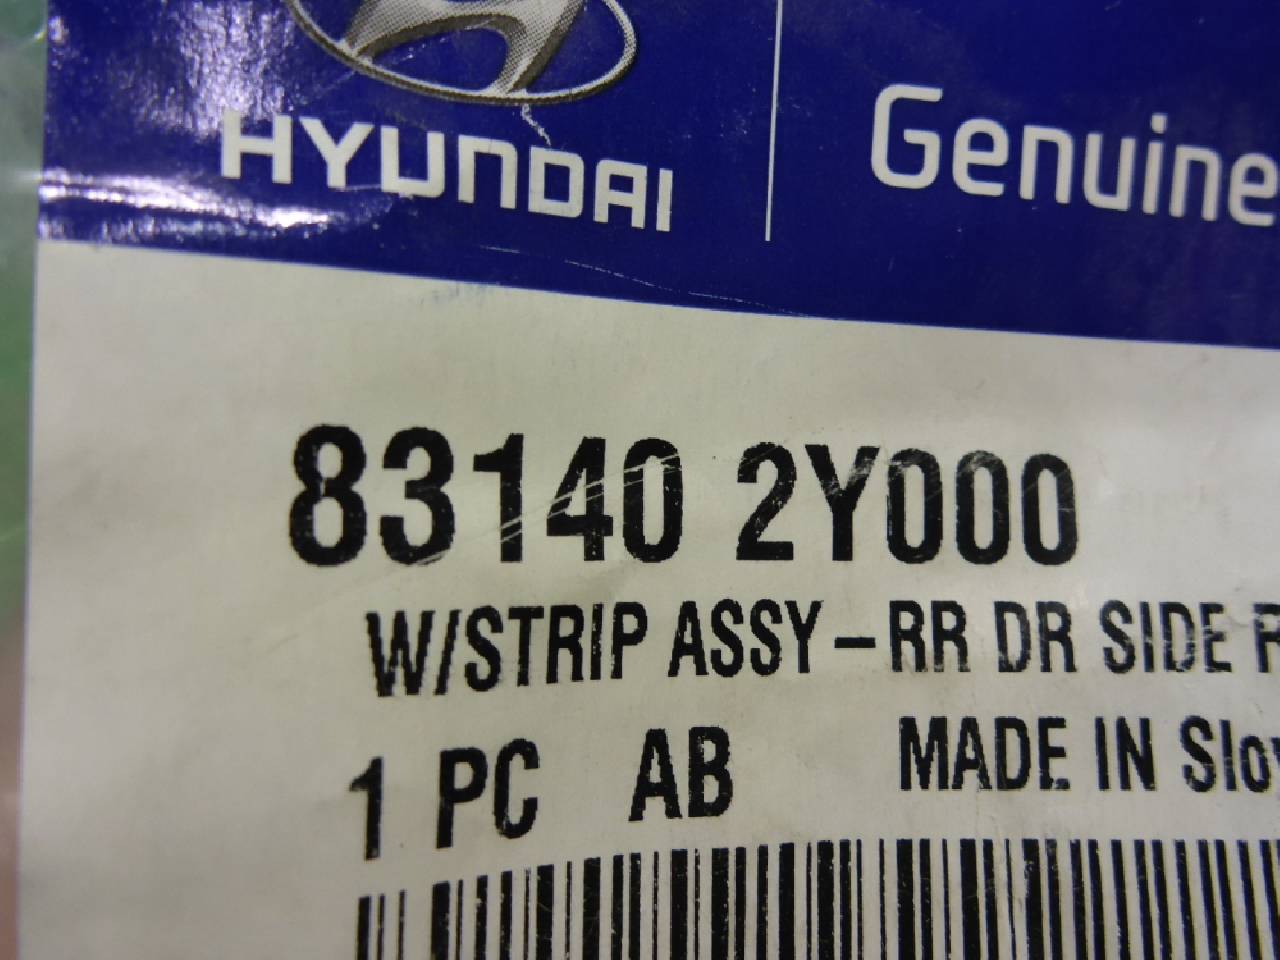 HYUNDAI
Genuine
83140 2Y000
W/STRIP ASSY-RR DR SIDE
1 PC AB MADE IN